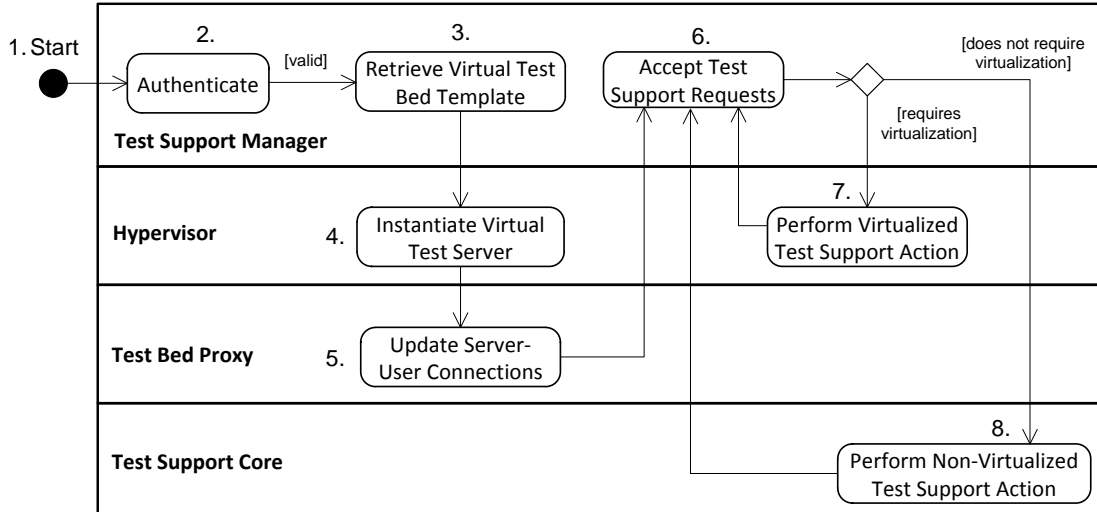 1. Start
2.
Authenticate
[valid]
3.
Retrieve Virtual Test
Bed Template
6.
Accept Test
Support Requests
[does not require
virtualization]
[requires
virtualization]
Test Support Manager
Hypervisor
4.
Instantiate Virtual
Test Server
7.
Perform Virtualized
Test Support Action
Test Bed Proxy
5.
Update Server-
User Connections
Test Support Core
8.
Perform Non-Virtualized
Test Support Action